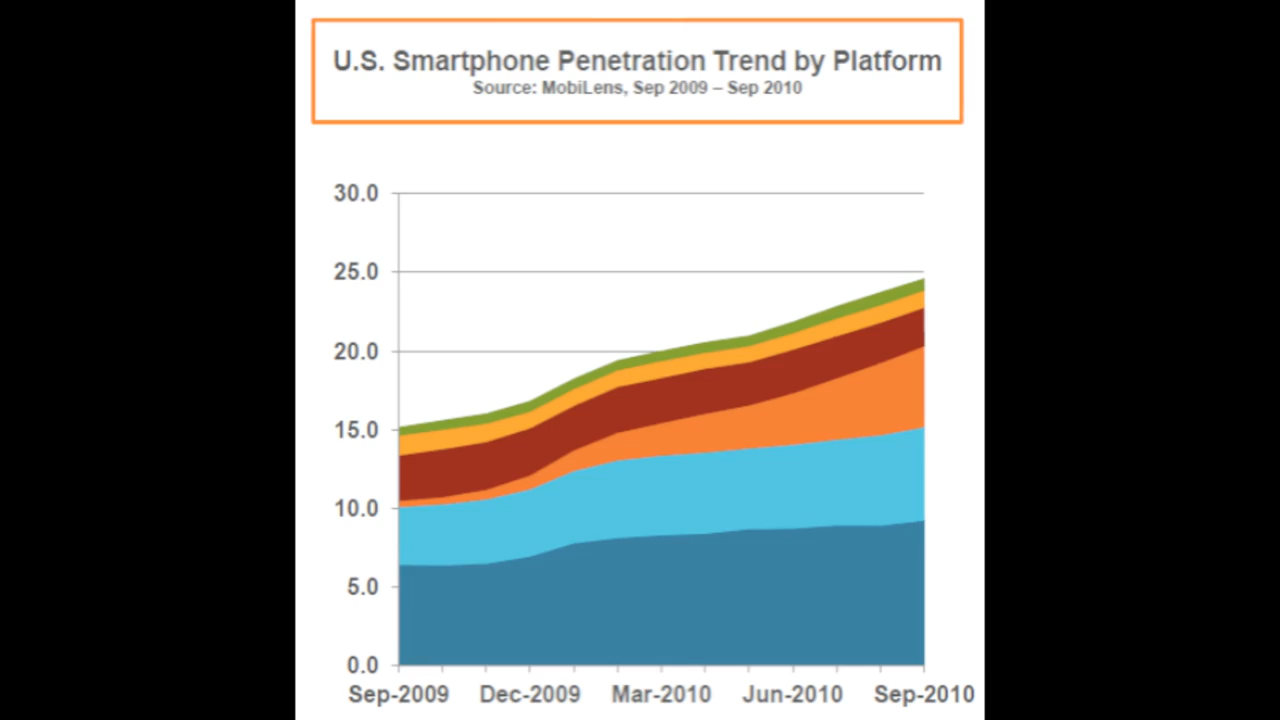 U.S. Smartphone Penetration Trend by Platform
Source: MobiLens, Sep 2009 – Sep 2010
30.0
25.0
20.0
15.0
10.0
5.0
0.0
Sep-2009 Dec-2009 Mar-2010 Jun-2010 Sep-2010